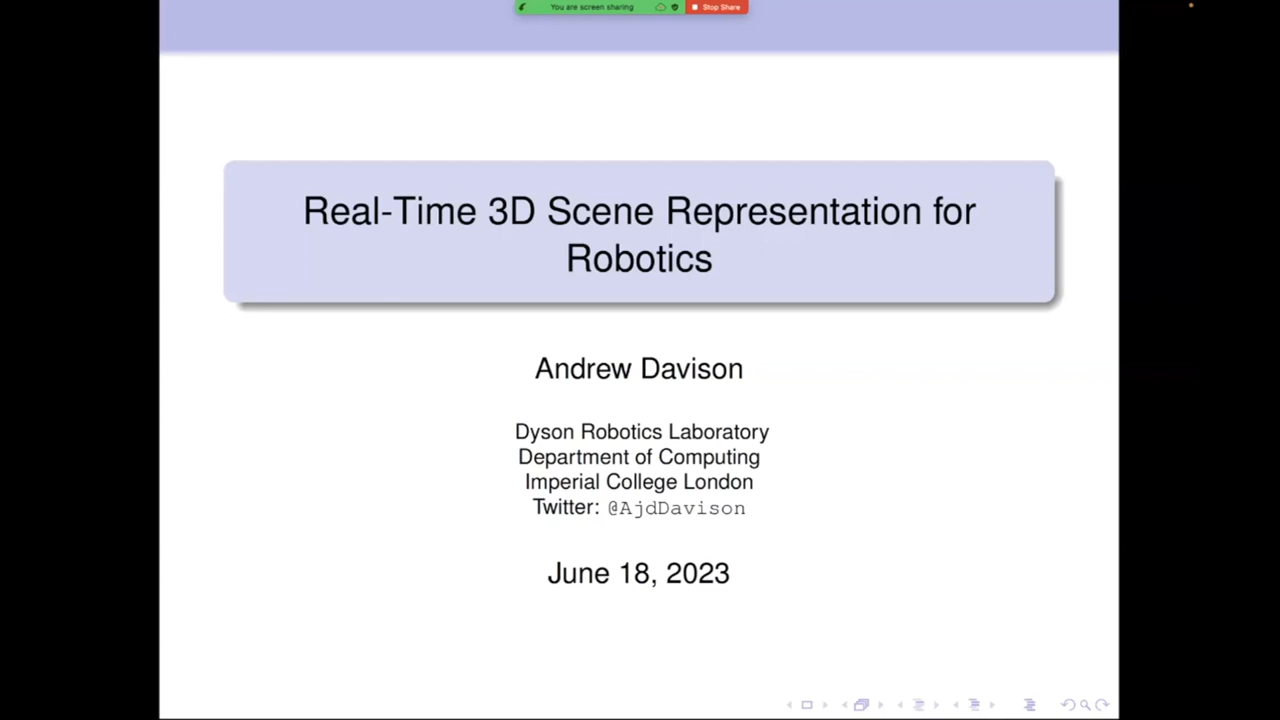 You are screen sharing
Stop Share
Real-Time 3D Scene Representation for
Robotics
Andrew Davison
Dyson Robotics Laboratory
Department of Computing
Imperial College London
Twitter: @AjdDavison
June 18, 2023